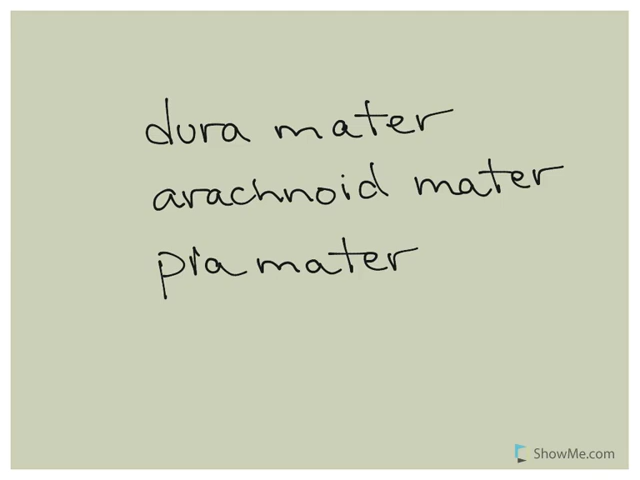 dura mater
arachnoid mater
pia mater
ShowMe.com